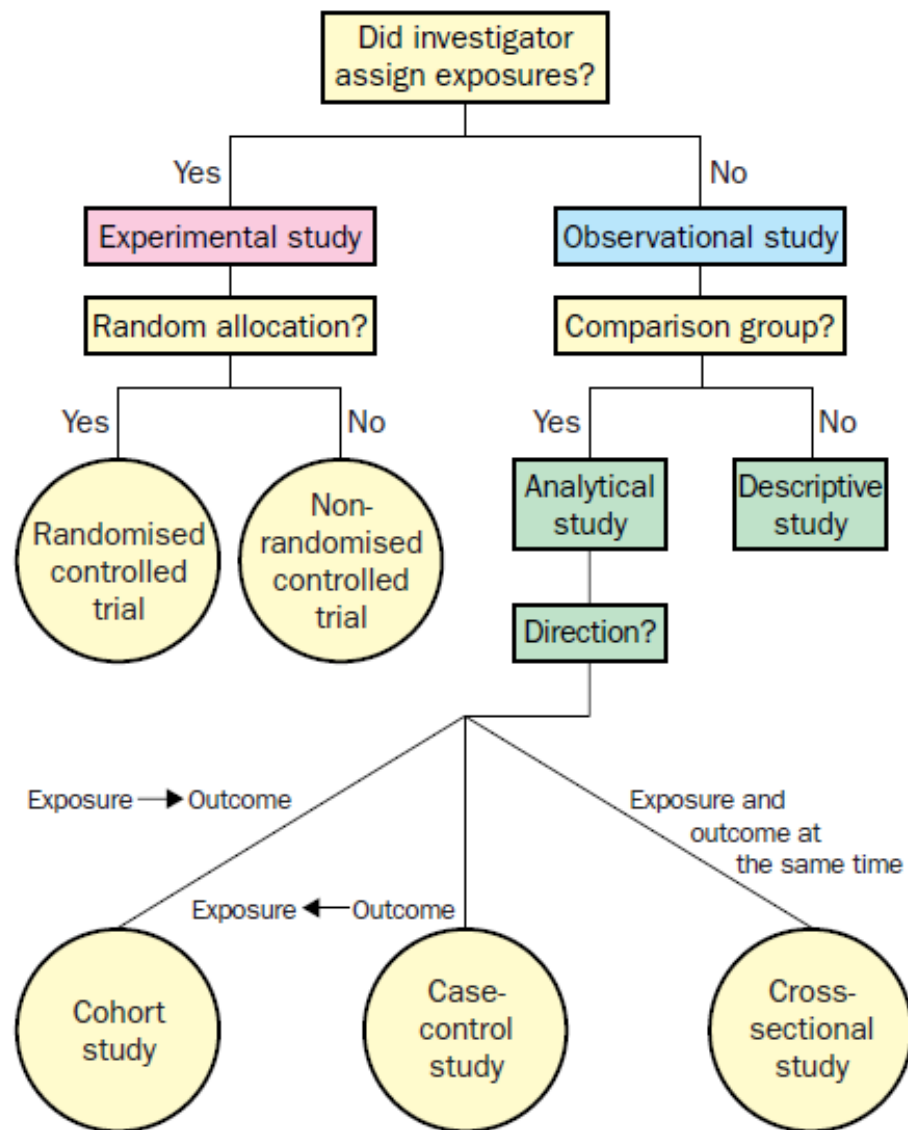 Did investigator
assign exposures?
Yes
No
Experimental study
Observational study
Random allocation?
Comparison group?
Yes
No
Yes
No
Randomised
controlled
trial
Non-
randomised
controlled
trial
Analytical
study
Descriptive
study
Direction?
Exposure → Outcome
Exposure ← Outcome
Exposure and
outcome at
the same time
Cohort
study
Case-
control
study
Cross-
sectional
study